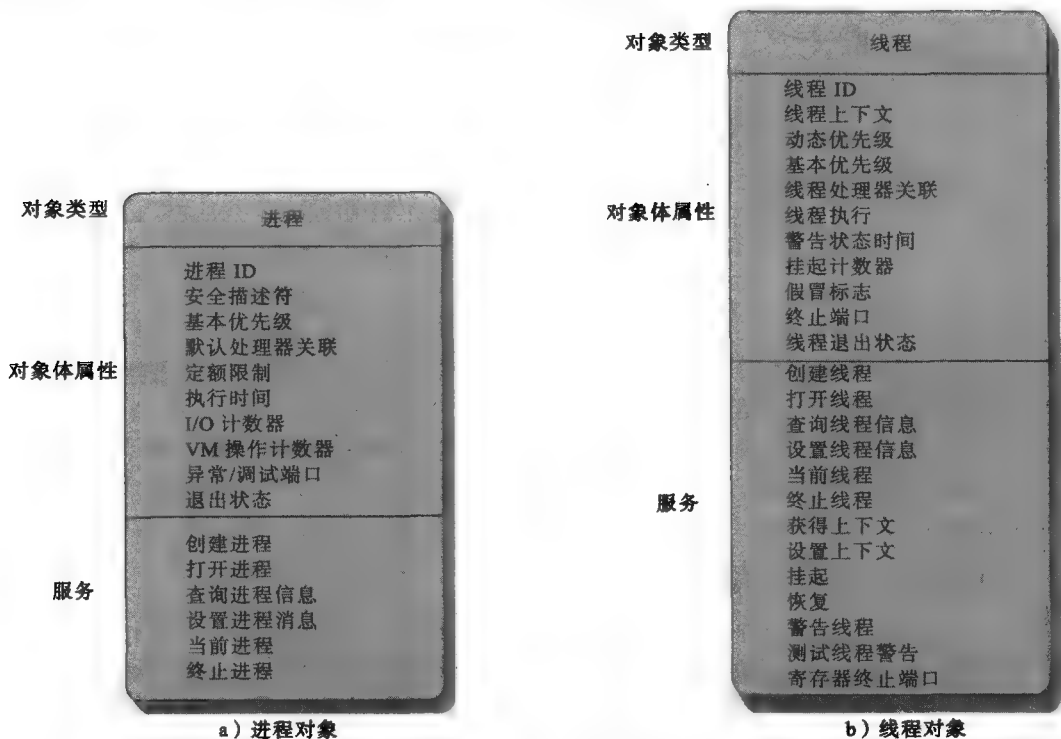 对象类型
进程
对象体属性
进程 ID
安全描述符
基本优先级
默认处理器关联
定额限制
执行时间
I/O 计数器
VM 操作计数器
异常/调试端口
退出状态
服务
创建进程
打开进程
查询进程信息
设置进程消息
当前进程
终止进程
a）进程对象
对象类型
线程
对象体属性
线程 ID
线程上下文
动态优先级
基本优先级
线程处理器关联
线程执行
警告状态时间
挂起计数器
假冒标志
终止端口
线程退出状态
服务
创建线程
打开线程
查询线程信息
设置线程信息
当前线程
终止线程
获得上下文
设置上下文
挂起
恢复
警告线程
测试线程警告
寄存器终止端口
b）线程对象